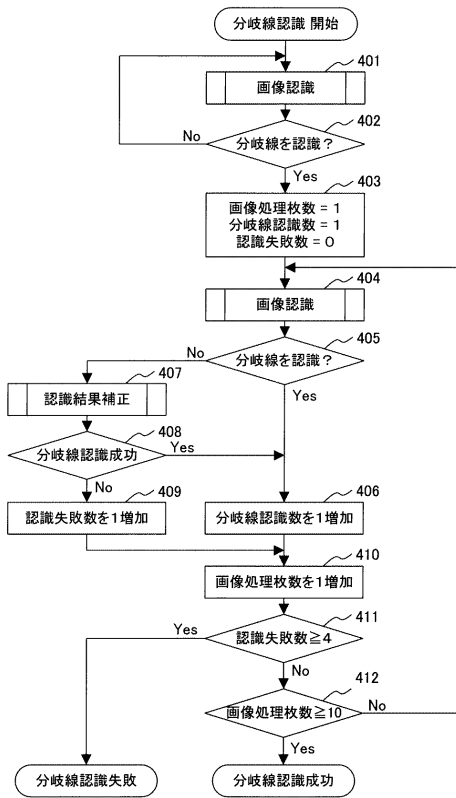 分岐線認識 開始
401
画像認識
402
No
分岐線を認識？
Yes
403
画像処理枚数＝1
分岐線認識数＝1
認識失敗数＝0
404
画像認識
405
No
分岐線を認識？
407
Yes
認識結果補正
408
分岐線認識成功
Yes
No
409
406
認識失敗数を1増加
分岐線認識数を1増加
410
画像処理枚数を1増加
411
Yes
認識失敗数≧4
No
412
画像処理枚数≧10
No
Yes
分岐線認識失敗
分岐線認識成功